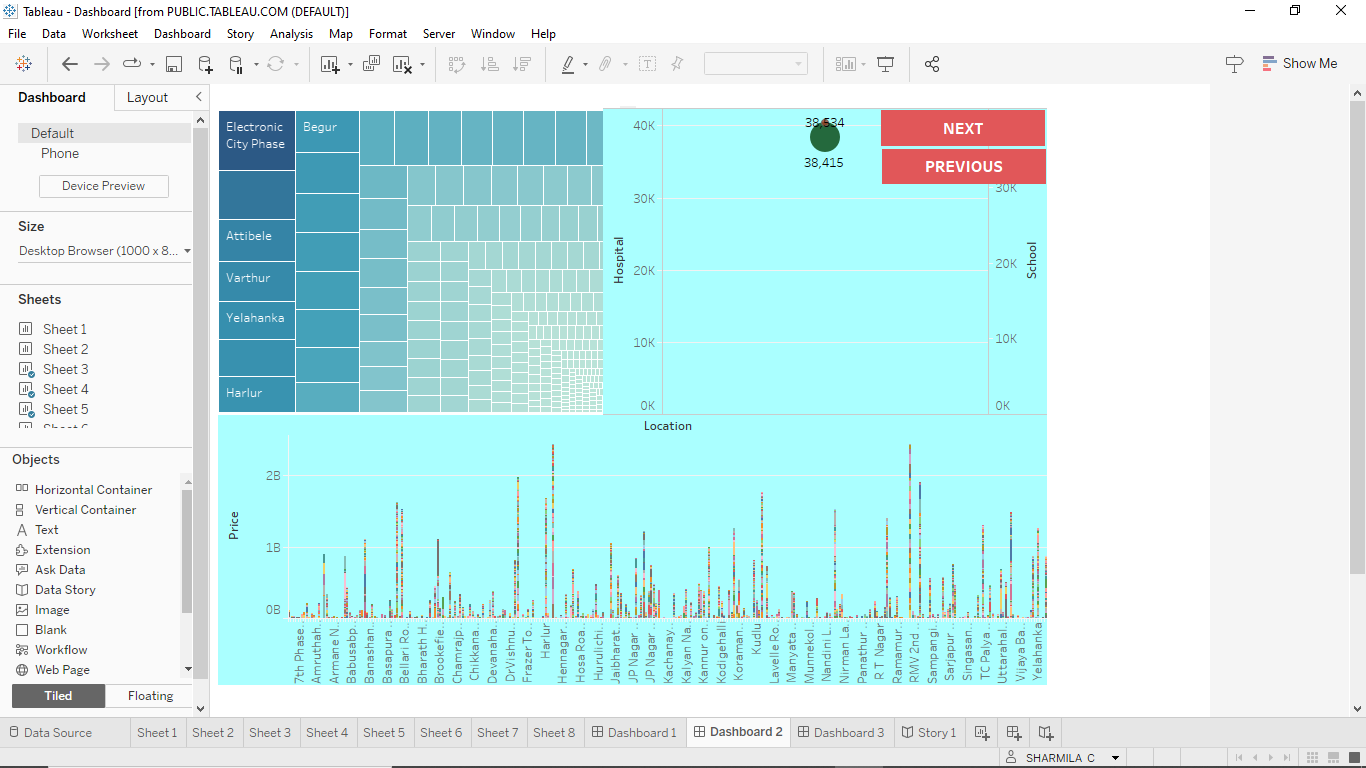 Tableau - Dashboard [from PUBLIC.TABLEAU.COM (DEFAULT)]
File Data Worksheet Dashboard Story Analysis Map Format Server Window Help
Show Me
Dashboard Layout
Default
Phone
Device Preview
Size
Desktop Browser (1000 x 8...
Sheets
Sheet 1
Sheet 2
Sheet 3
Sheet 4
Sheet 5
Objects
Horizontal Container
Vertical Container
Text
Extension
Ask Data
Data Story
Image
Blank
Workflow
Web Page
Tiled Floating
Electronic
City Phase
Begur
Attibele
Varthur
Yelahanka
Harlur
Hospital
40K
30K
20K
10K
0K
38,534
38,415
NEXT
PREVIOUS
30K
20K
10K
0K
School
Location
Price
2B
1B
0B
7th Phase..
Amruthah..
Armane N..
Babusabp..
Banashan..
Basapura..
Bellari Ro..
Bharath H..
Brookefle..
Chamrajp..
Chikkana..
Devanaha..
DrVishnu..
Frazer To..
Harlur
Hennagar..
Hosa Roa..
Hurulichi..
Jaibharat..
JP Nagar ..
JP Nagar ..
Kachanay..
Kalyan Na..
Kannur on..
Kodigehalli
Koraman..
Kudlu
Lavelle Ro..
Manyata ..
Munnekol..
Nandini L..
Nirman La..
Panathur ..
R T Nagar
Ramamur..
RMV 2nd ..
Sampangi..
Sarjapur ..
Singasan..
TC Palya ..
Uttarahal..
Vijaya Ba..
Yelahanka
Data Source Sheet 1 Sheet 2 Sheet 3 Sheet 4 Sheet 5 Sheet 6 Sheet 7 Sheet 8 Dashboard 1 Dashboard 2 Dashboard 3 Story 1
SHARMILA C